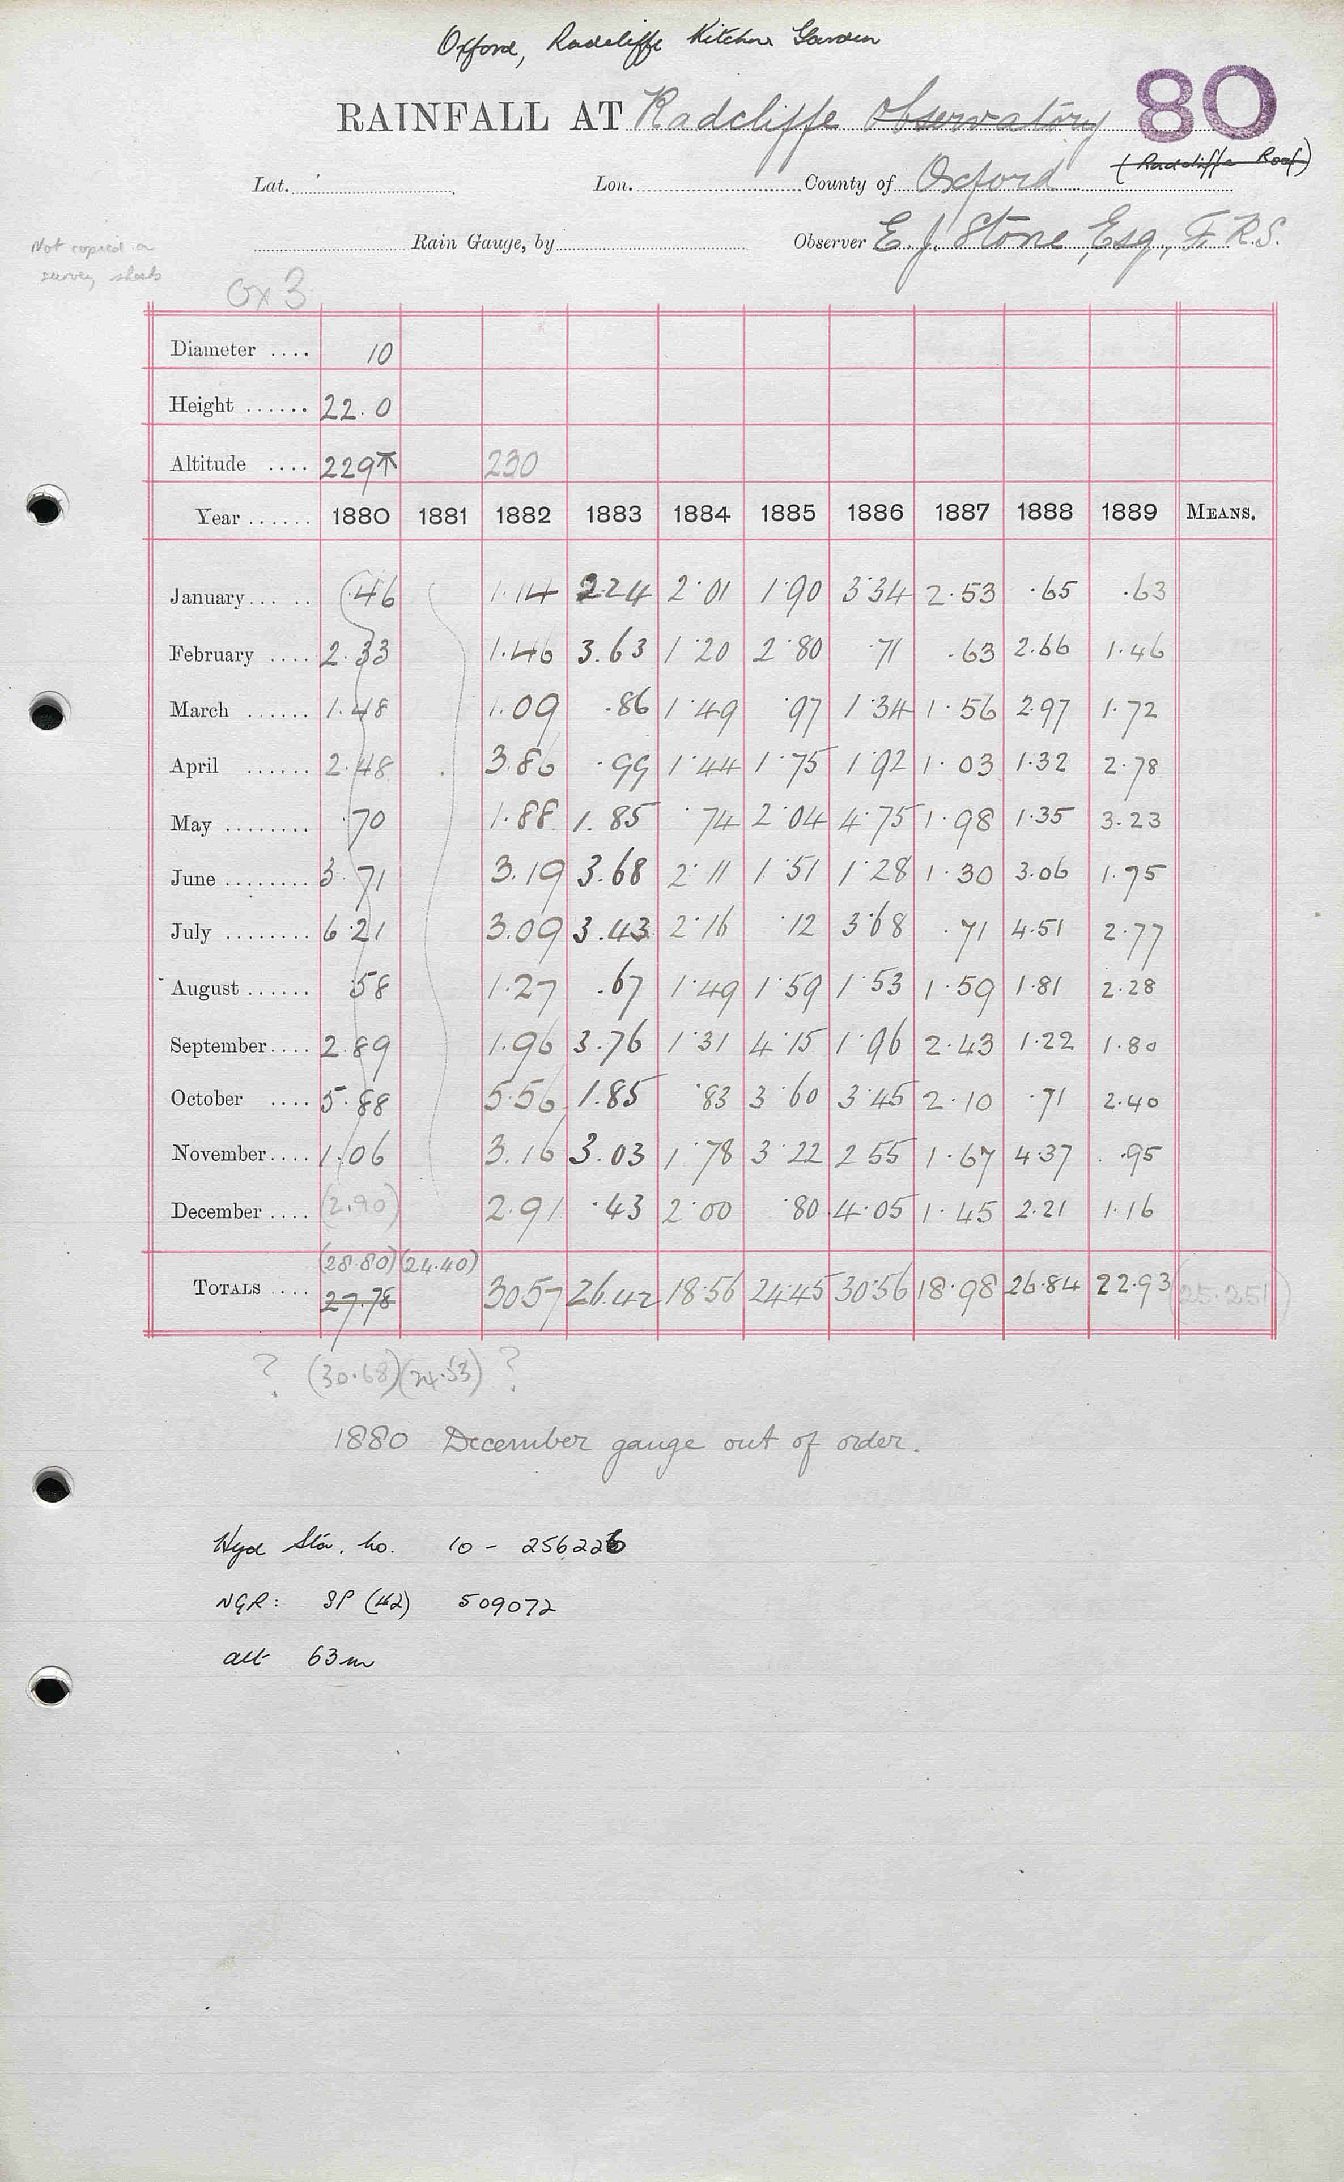 Oxford, Radcliffe Kitchen Garden
RAINFALL AT Radcliffe Observatory 80
(Radcliffe Roof)
Lat. Lon. County of Oxford
Not copied on
survey sheets
Rain Gauge, by Observer E. J. Stone, Esq., F.R.S.
Ox 3
Diameter .... 10
Height ...... 22.0
Altitude .... 229 230
Year ...... 1880 1881 1882 1883 1884 1885 1886 1887 1888 1889 MEANS.
January ...... (.46 1.14 2.24 2.01 1.90 3.34 2.53 .65 .63
February .... 2.33 1.46 3.63 1.20 2.80 .71 .63 2.66 1.46
March ...... 1.48 1.09 .86 1.49 .97 1.34 1.56 2.97 1.72
April ...... 2.48 3.86 .99 1.44 1.75 1.92 1.03 1.32 2.78
May ........ .70 1.88 1.85 .74 2.04 4.75 1.98 1.35 3.23
June ........ 3.71 3.19 3.68 2.11 1.51 1.28 1.30 3.06 1.75
July ........ 6.21 3.09 3.43 2.16 .12 3.68 .71 4.51 2.77
August ...... .58 1.27 .67 1.49 1.59 1.53 1.59 1.81 2.28
September.... 2.89 1.96 3.76 1.31 4.15 1.96 2.43 1.22 1.80
October .... 5.88 5.56 1.85 .83 3.60 3.45 2.10 .71 2.40
November.... 1.06 3.16 3.03 1.78 3.22 2.55 1.67 4.37 .95
December .... (2.90) 2.91 .43 2.00 .80 4.05 1.45 2.21 1.16
(28.80) (24.40)
TOTALS .... 27.78 30.57 26.42 18.56 24.45 30.56 18.98 26.84 22.93 (25.251)
? (30.68) (24.53) ?
1880 December gauge out of order.
Hyd Sta. no. 10 - 256226
NGR: SP (42) 509072
alt 63m